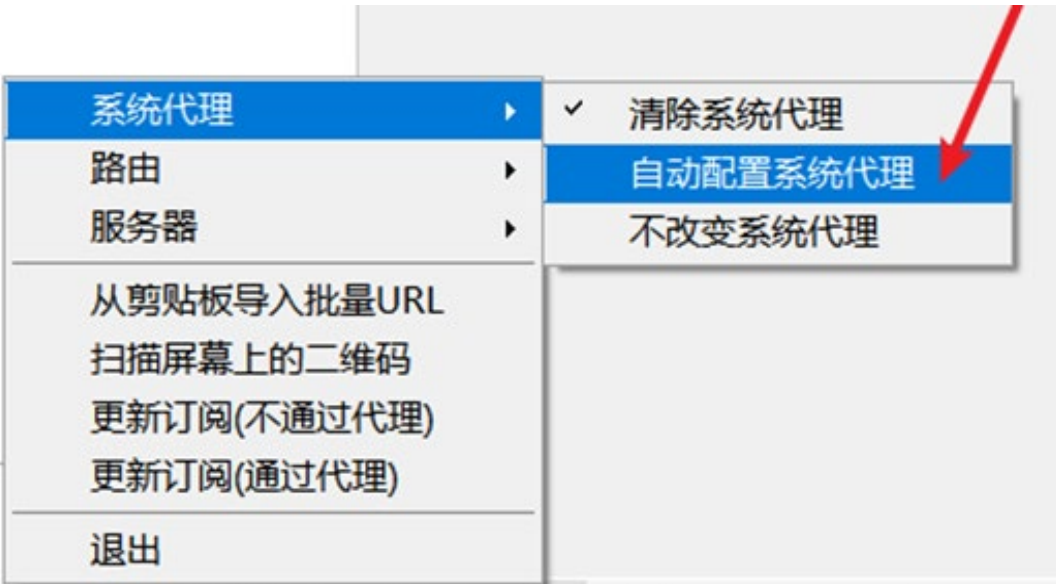 系统代理
路由
服务器
从剪贴板导入批量URL
扫描屏幕上的二维码
更新订阅(不通过代理)
更新订阅(通过代理)
退出
清除系统代理
自动配置系统代理
不改变系统代理